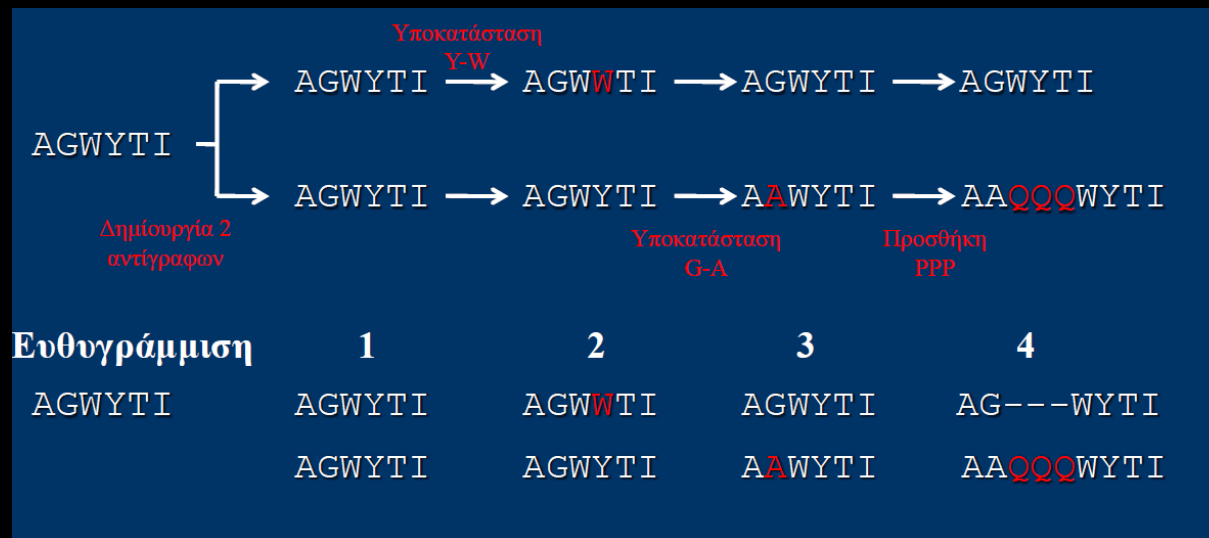 Υποκατάσταση
Y-W
AGWYTI AGWWTI AGWYTI AGWYTI
AGWYTI
AGWYTI AGWYTI AAWYTI AAQQQWYTI
Δημίουργία 2
αντίγραφων
Υποκατάσταση
G-A
Προσθήκη
PPP
Ευθυγράμμιση 1 2 3 4
AGWYTI AGWYTI AGWWTI AGWYTI AG---WYTI
AGWYTI AGWYTI AAWYTI AAQQQWYTI